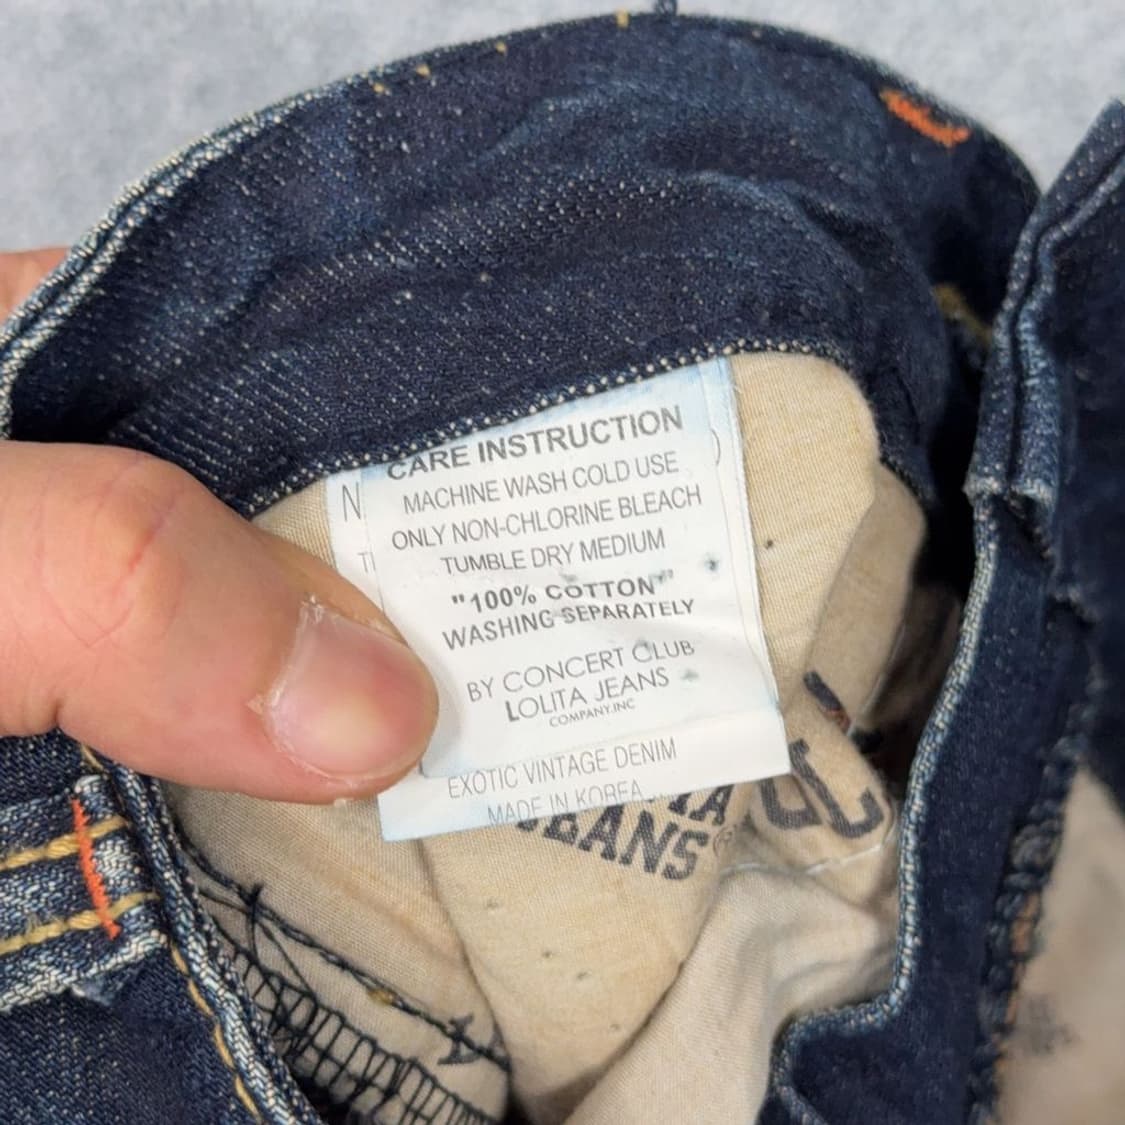 CARE INSTRUCTION
MACHINE WASH COLD USE
ONLY NON-CHLORINE BLEACH
TUMBLE DRY MEDIUM
"100% COTTON"
WASHING SEPARATELY
BY CONCERT CLUB
LOLITA JEANS
COMPANY.INC
EXOTIC VINTAGE DENIM
MADE IN KOREA
JEANS